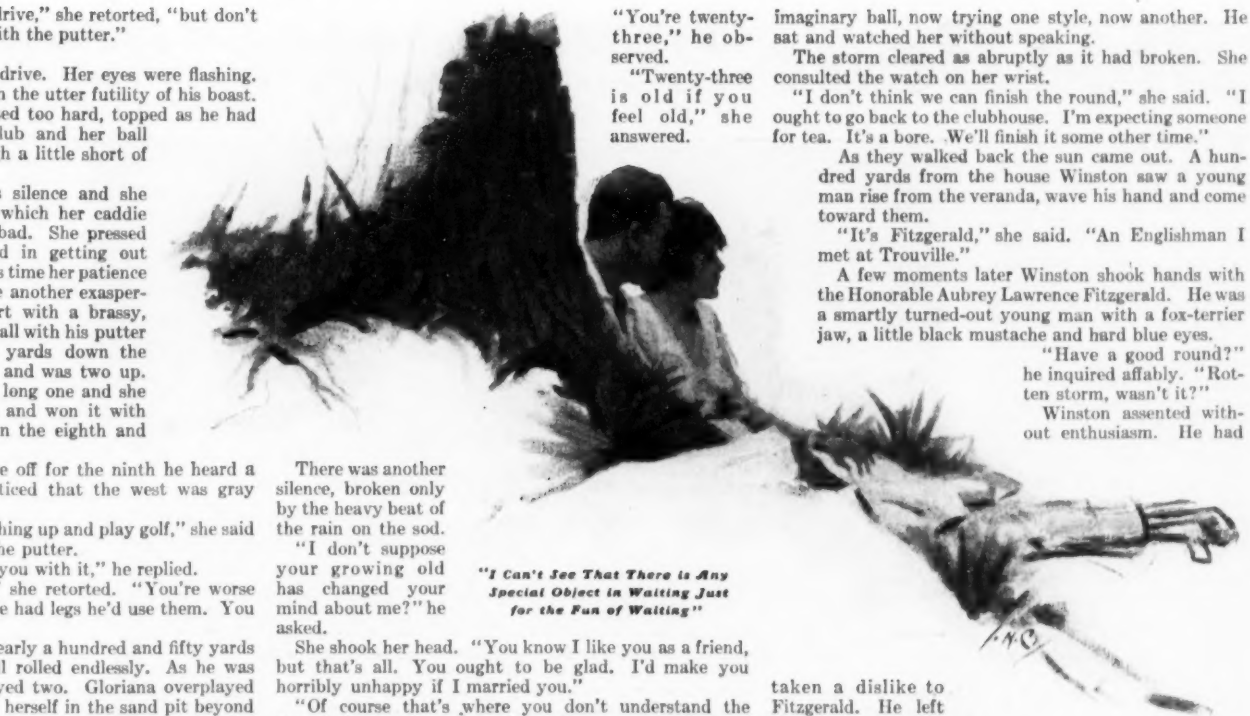 drive," she retorted, "but don't
ith the putter."
drive. Her eyes were flashing.
n the utter futility of his boast.
ed too hard, topped as he had
lub and her ball
h a little short of
s silence and she
which her caddie
bad. She pressed
d in getting out
s time her patience
e another exasper-
rt with a brassy,
all with his putter
yards down the
and was two up.
long one and she
and won it with
n the eighth and
e off for the ninth he heard a
ticed that the west was gray
hing up and play golf," she said
he putter.
you with it," he replied.
" she retorted. "You're worse
e had legs he'd use them. You
early a hundred and fifty yards
l rolled endlessly. As he was
yed two. Gloriana overplayed
herself in the sand pit beyond
There was another
silence, broken only
by the heavy beat of
the rain on the sod.
"I don't suppose
your growing old
has changed your
mind about me?" he
asked.
She shook her head. "You know I like you as a friend,
but that's all. You ought to be glad. I'd make you
horribly unhappy if I married you."
"Of course that's where you don't understand the
"You're twenty-
three," he ob-
served.
"Twenty-three
is old if you
feel old," she
answered.
"I Can't See That There is Any
Special Object in Waiting Just
for the Fun of Waiting"
imaginary ball, now trying one style, now another. He
sat and watched her without speaking.
The storm cleared as abruptly as it had broken. She
consulted the watch on her wrist.
"I don't think we can finish the round," she said. "I
ought to go back to the clubhouse. I'm expecting someone
for tea. It's a bore. We'll finish it some other time."
As they walked back the sun came out. A hun-
dred yards from the house Winston saw a young
man rise from the veranda, wave his hand and come
toward them.
"It's Fitzgerald," she said. "An Englishman I
met at Trouville."
A few moments later Winston shook hands with
the Honorable Aubrey Lawrence Fitzgerald. He was
a smartly turned-out young man with a fox-terrier
jaw, a little black mustache and hard blue eyes.
"Have a good round?"
he inquired affably. "Rot-
ten storm, wasn't it?"
Winston assented with-
out enthusiasm. He had
taken a dislike to
Fitzgerald. He left